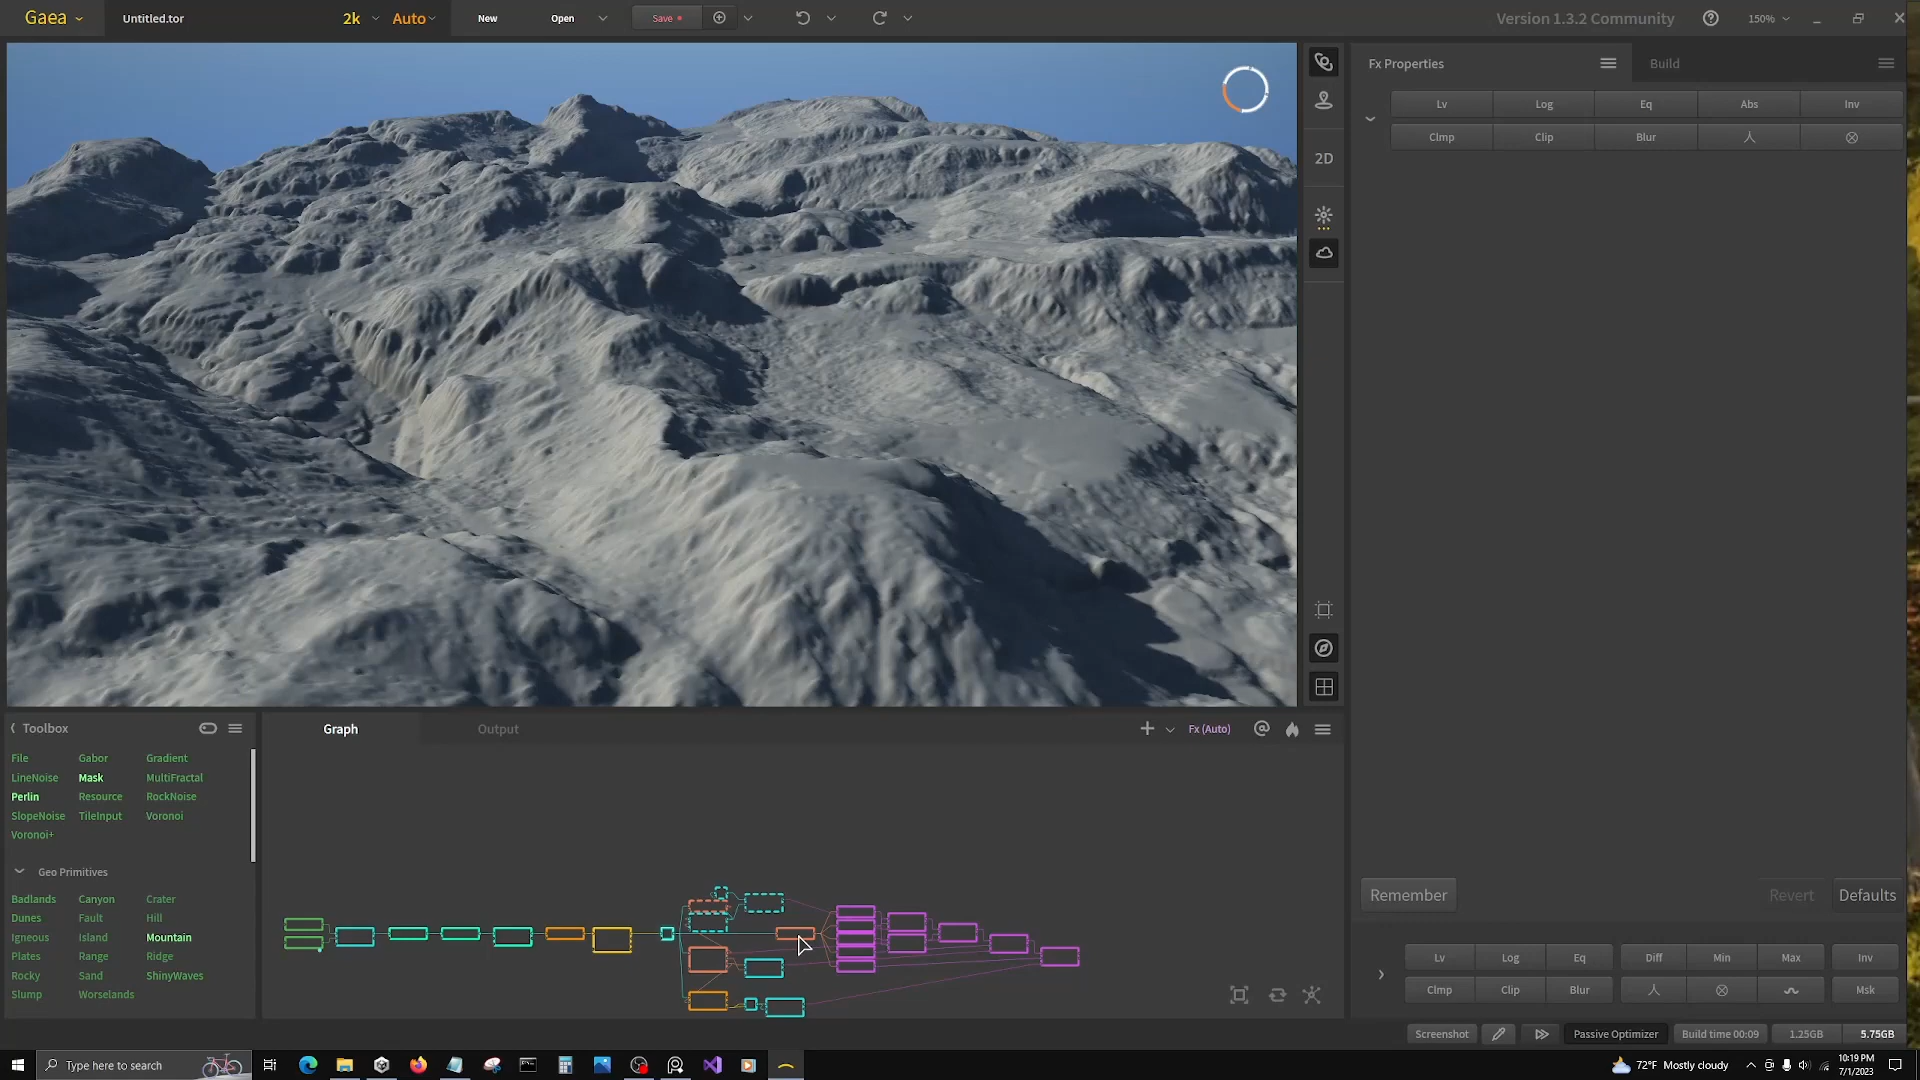 Gaea
Untitled.tor
2k
Auto
New
Open
Save
Version 1.3.2 Community
150%
Fx Properties
Build
Lv Log Eq Abs Inv
Clmp Clip Blur
2D
Toolbox
File Gabor Gradient
LineNoise Mask MultiFractal
Perlin Resource RockNoise
SlopeNoise TileInput Voronoi
Voronoi+
Geo Primitives
Badlands Canyon Crater
Dunes Fault Hill
Igneous Island Mountain
Plates Range Ridge
Rocky Sand ShinyWaves
Slump Worselands
Graph
Output
Fx (Auto)
Remember
Revert
Defaults
Lv Log Eq Diff Min Max Inv
Clmp Clip Blur Msk
Screenshot
Passive Optimizer
Build time 00:09
1.25GB
5.75GB
Type here to search
72°F Mostly cloudy
10:19 PM
7/1/2023